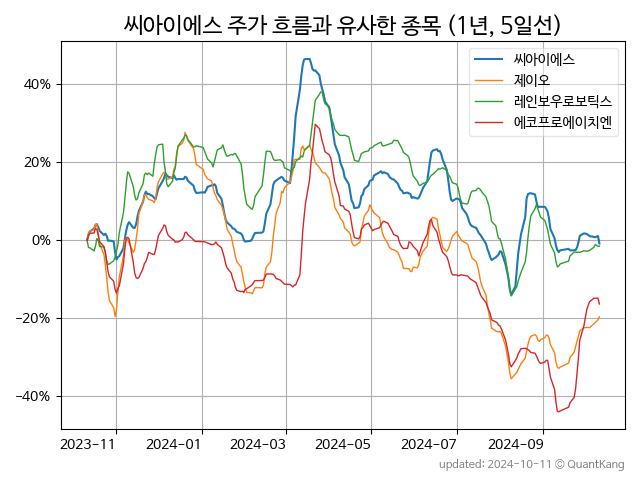 씨아이에스 주가 흐름과 유사한 종목 (1년, 5일선)
씨아이에스
제이오
레인보우로보틱스
에코프로에이치엔
40%
20%
0%
−20%
−40%
2023-11 2024-01 2024-03 2024-05 2024-07 2024-09
updated: 2024-10-11 © QuantKang